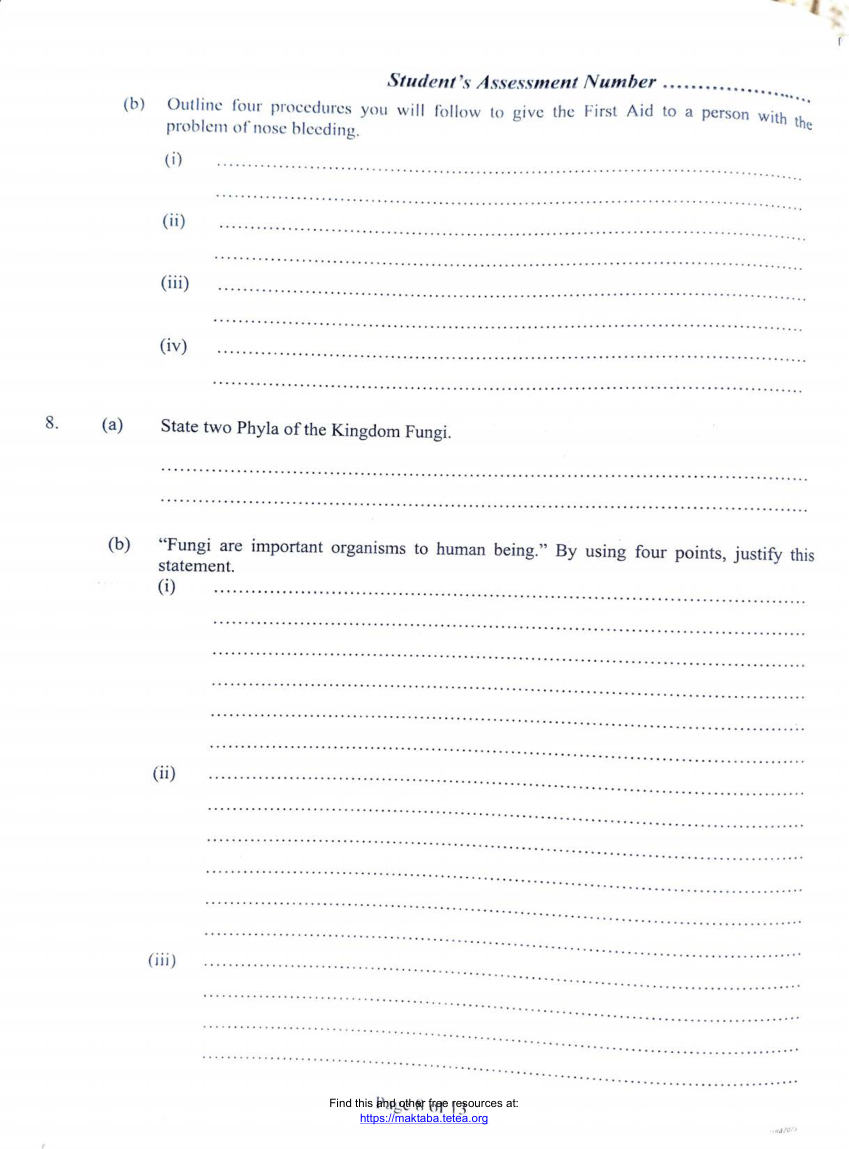 Student's Assessment Number ........................
(b) Outline four procedures you will follow to give the First Aid to a person with the
problem of nose bleeding.
(i) ....................................................................................................
....................................................................................................
(ii) ....................................................................................................
....................................................................................................
(iii) ....................................................................................................
....................................................................................................
(iv) ....................................................................................................
....................................................................................................
8. (a) State two Phyla of the Kingdom Fungi.
....................................................................................................
....................................................................................................
(b) “Fungi are important organisms to human being.” By using four points, justify this
statement.
(i) ....................................................................................................
....................................................................................................
....................................................................................................
....................................................................................................
....................................................................................................
....................................................................................................
(ii) ....................................................................................................
....................................................................................................
....................................................................................................
....................................................................................................
....................................................................................................
....................................................................................................
(iii) ....................................................................................................
....................................................................................................
....................................................................................................
....................................................................................................
Find this and other free resources at:
https://maktaba.tetea.org